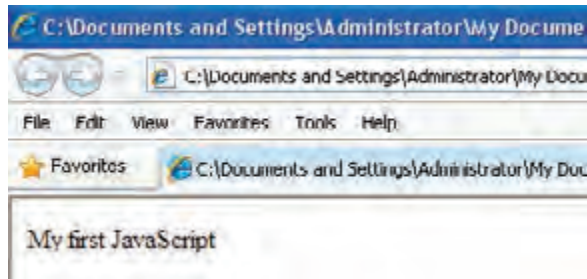 C:\Documents and Settings\Administrator\My Docume
C:\Documents and Settings\Administrator\My Docu
File Edit View Favorites Tools Help
Favorites C:\Documents and Settings\Administrator\My Doc
My first JavaScript